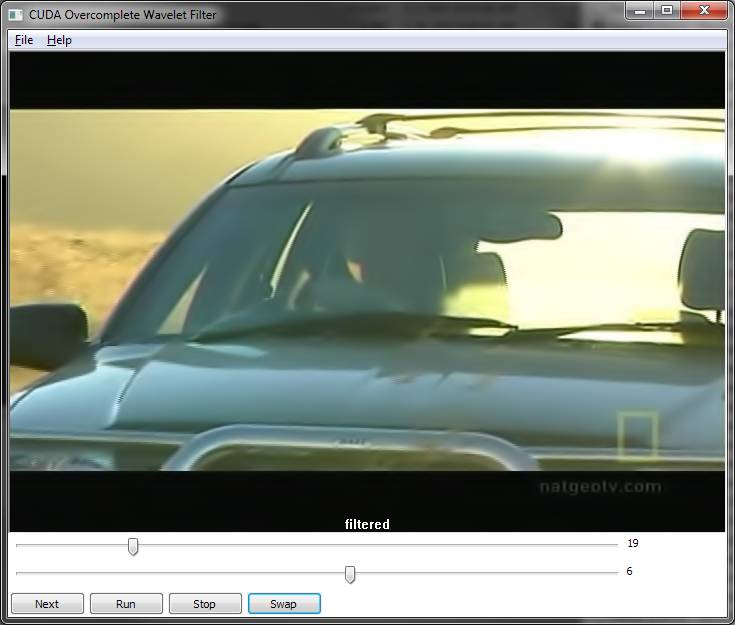 CUDA Overcomplete Wavelet Filter
File Help
natgeotv.com
filtered
19
6
Next Run Stop Swap